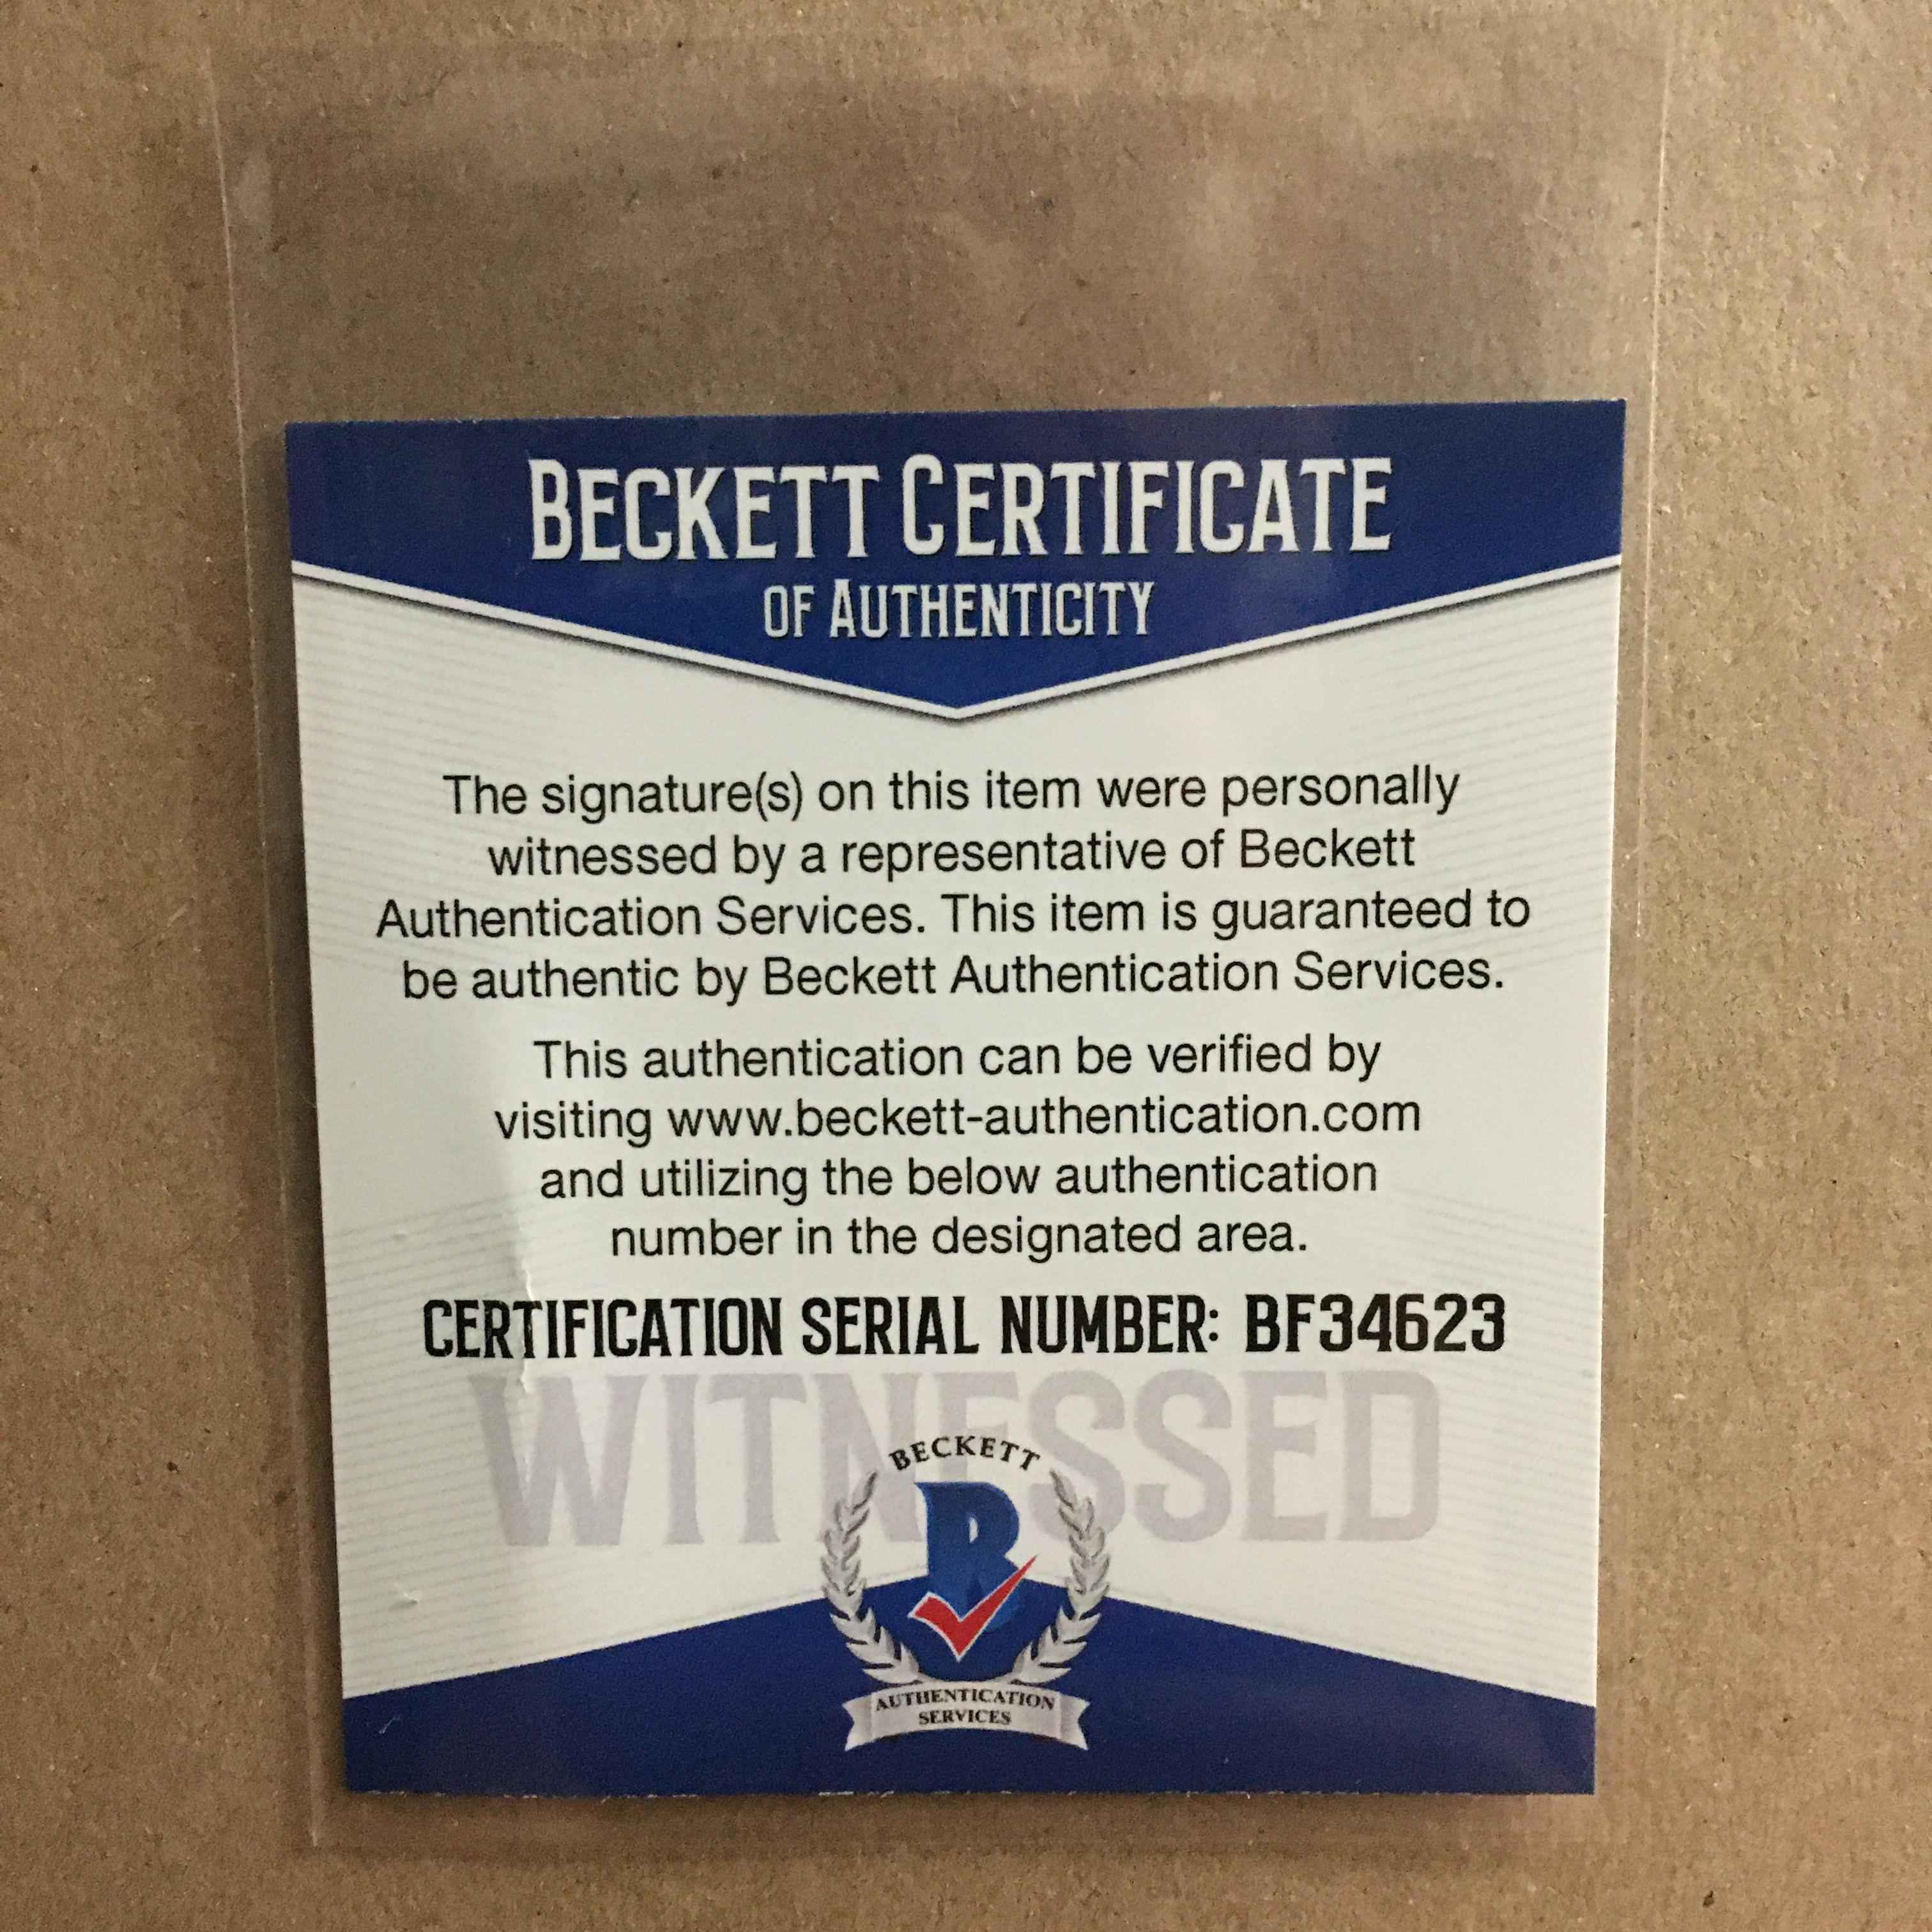 BECKETT CERTIFICATE
OF AUTHENTICITY
The signature(s) on this item were personally
witnessed by a representative of Beckett
Authentication Services. This item is guaranteed to
be authentic by Beckett Authentication Services.
This authentication can be verified by
visiting www.beckett-authentication.com
and utilizing the below authentication
number in the designated area.
CERTIFICATION SERIAL NUMBER: BF34623
WITNESSED
BECKETT
B
AUTHENTICATION
SERVICES